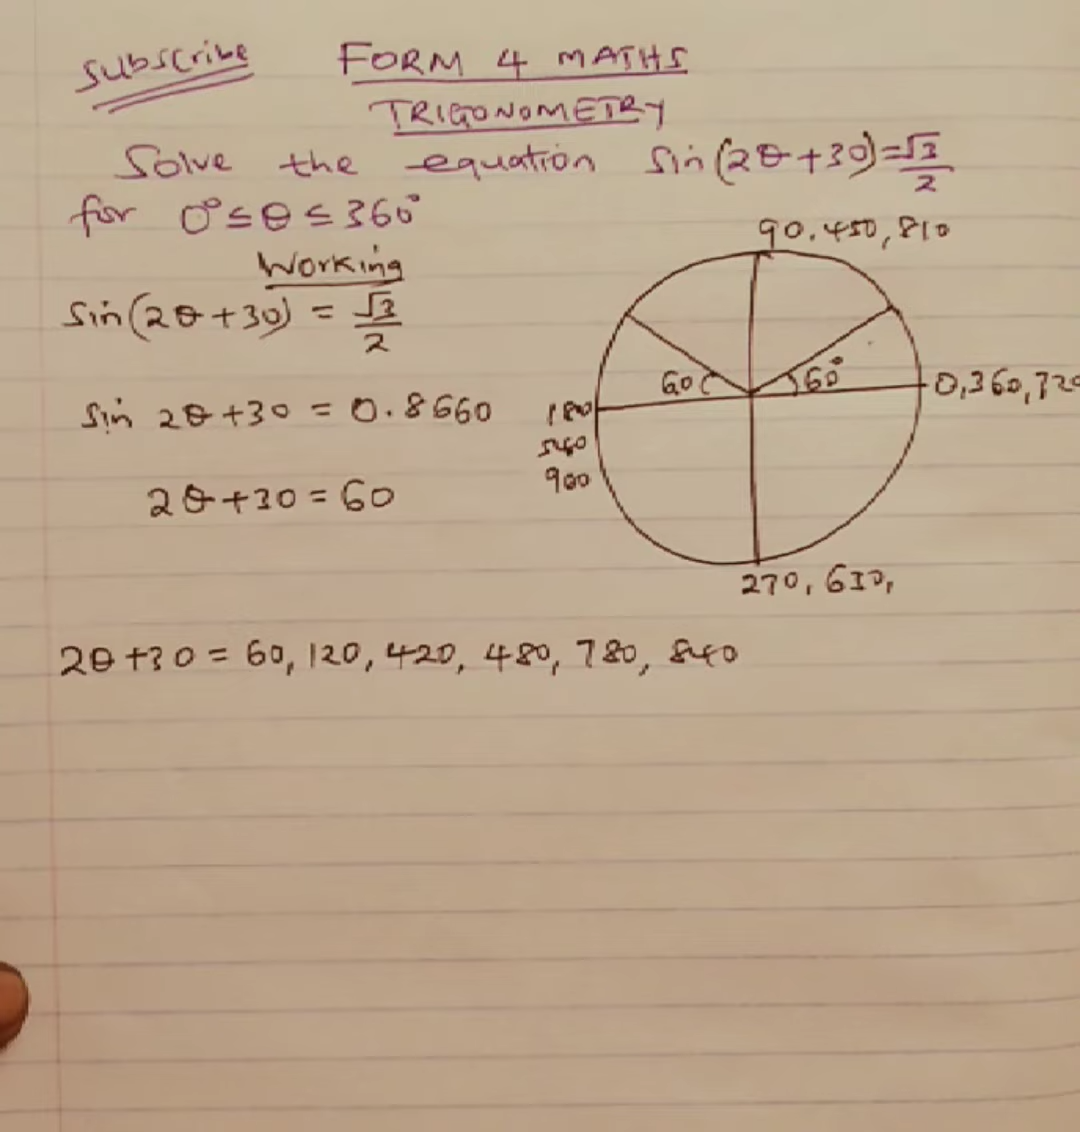 Subscribe FORM 4 MATHS
TRIGONOMETRY
Solve the equation Sin(2θ+30)=√3/2
for 0°≤θ≤360°
Working
Sin(2θ+30) = √3/2
Sin 2θ+30 = 0.8660
2θ+30 = 60
90, 450, 810
60 60°
0, 360, 720
180
540
900
270, 630,
2θ+30 = 60, 120, 420, 480, 780, 840